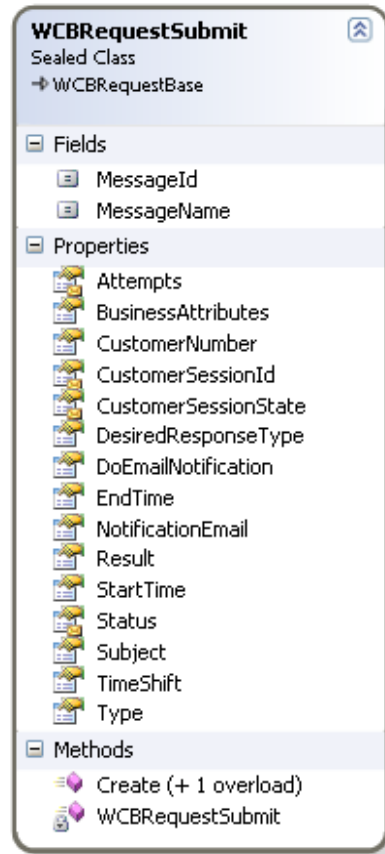 WCBRequestSubmit
Sealed Class
WCBRequestBase
Fields
MessageId
MessageName
Properties
Attempts
BusinessAttributes
CustomerNumber
CustomerSessionId
CustomerSessionState
DesiredResponseType
DoEmailNotification
EndTime
NotificationEmail
Result
StartTime
Status
Subject
TimeShift
Type
Methods
Create (+ 1 overload)
WCBRequestSubmit